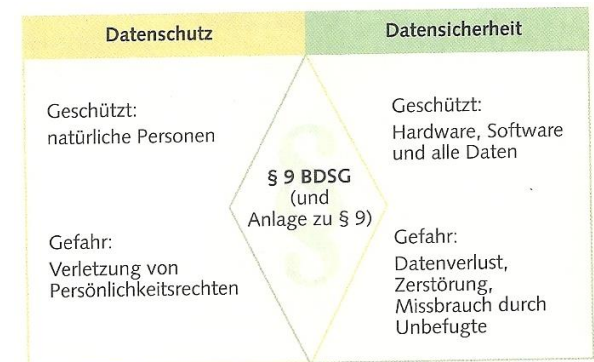 Datenschutz
Datensicherheit
Geschützt:
natürliche Personen
Gefahr:
Verletzung von
Persönlichkeitsrechten
§ 9 BDSG
(und
Anlage zu § 9)
Geschützt:
Hardware, Software
und alle Daten
Gefahr:
Datenverlust,
Zerstörung,
Missbrauch durch
Unbefugte